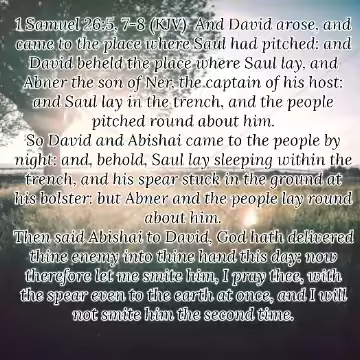 1 Samuel 26:5, 7-8 (KJV) And David arose, and
came to the place where Saul had pitched: and
David beheld the place where Saul lay, and
Abner the son of Ner, the captain of his host:
and Saul lay in the trench, and the people
pitched round about him.
So David and Abishai came to the people by
night: and, behold, Saul lay sleeping within the
trench, and his spear stuck in the ground at
his bolster: but Abner and the people lay round
about him.
Then said Abishai to David, God hath delivered
thine enemy into thine hand this day: now
therefore let me smite him, I pray thee, with
the spear even to the earth at once, and I will
not smite him the second time.